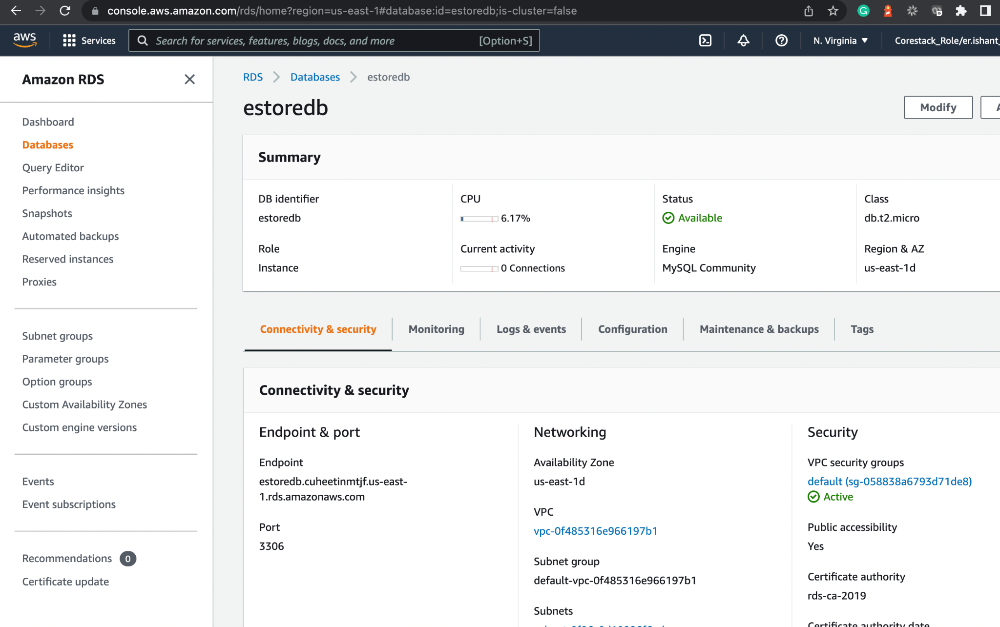 console.aws.amazon.com/rds/home?region=us-east-1#database:id=estoredb;is-cluster=false
aws
Services
Search for services, features, blogs, docs, and more
[Option+S]
N. Virginia
Corestack_Role/er.ishant_
Amazon RDS
Dashboard
Databases
Query Editor
Performance insights
Snapshots
Automated backups
Reserved instances
Proxies
Subnet groups
Parameter groups
Option groups
Custom Availability Zones
Custom engine versions
Events
Event subscriptions
Recommendations 0
Certificate update
RDS > Databases > estoredb
estoredb
Modify
A
Summary
DB identifier
estoredb
CPU
6.17%
Status
Available
Class
db.t2.micro
Role
Instance
Current activity
0 Connections
Engine
MySQL Community
Region & AZ
us-east-1d
Connectivity & security
Monitoring
Logs & events
Configuration
Maintenance & backups
Tags
Connectivity & security
Endpoint & port
Endpoint
estoredb.cuheetinmtjf.us-east-
1.rds.amazonaws.com
Port
3306
Networking
Availability Zone
us-east-1d
VPC
vpc-0f485316e966197b1
Subnet group
default-vpc-0f485316e966197b1
Subnets
Security
VPC security groups
default (sg-058838a6793d71de8)
Active
Public accessibility
Yes
Certificate authority
rds-ca-2019
Certificate authority date